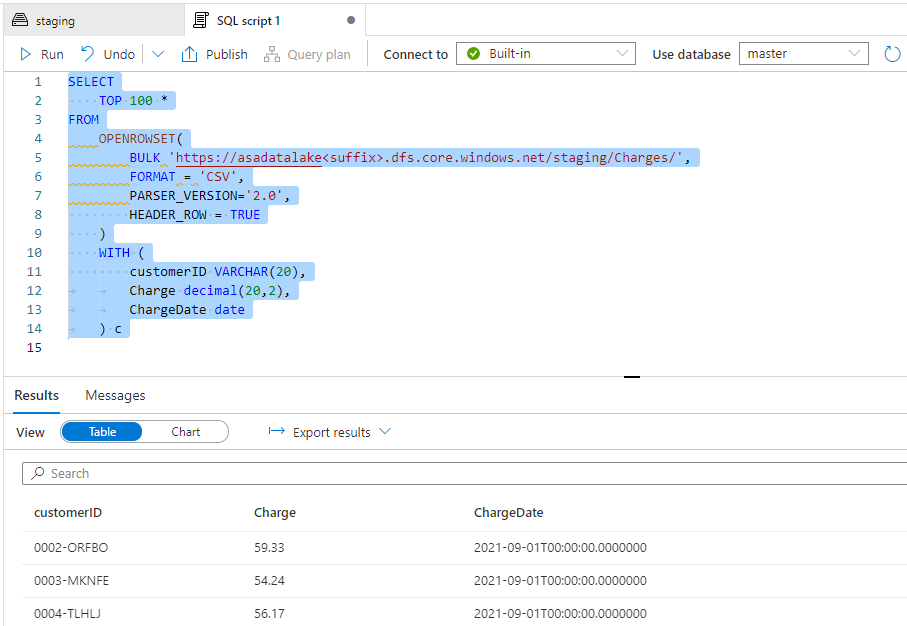 staging
SQL script 1
Run Undo Publish Query plan Connect to Built-in Use database master
1 SELECT
2 TOP 100 *
3 FROM
4 OPENROWSET(
5 BULK 'https://asadatalake<suffix>.dfs.core.windows.net/staging/Charges/',
6 FORMAT = 'CSV',
7 PARSER_VERSION='2.0',
8 HEADER_ROW = TRUE
9 )
10 WITH (
11 customerID VARCHAR(20),
12 Charge decimal(20,2),
13 ChargeDate date
14 ) c
15
Results Messages
View Table Chart Export results
Search
customerID Charge ChargeDate
0002-ORFBO 59.33 2021-09-01T00:00:00.0000000
0003-MKNFE 54.24 2021-09-01T00:00:00.0000000
0004-TLHLJ 56.17 2021-09-01T00:00:00.0000000